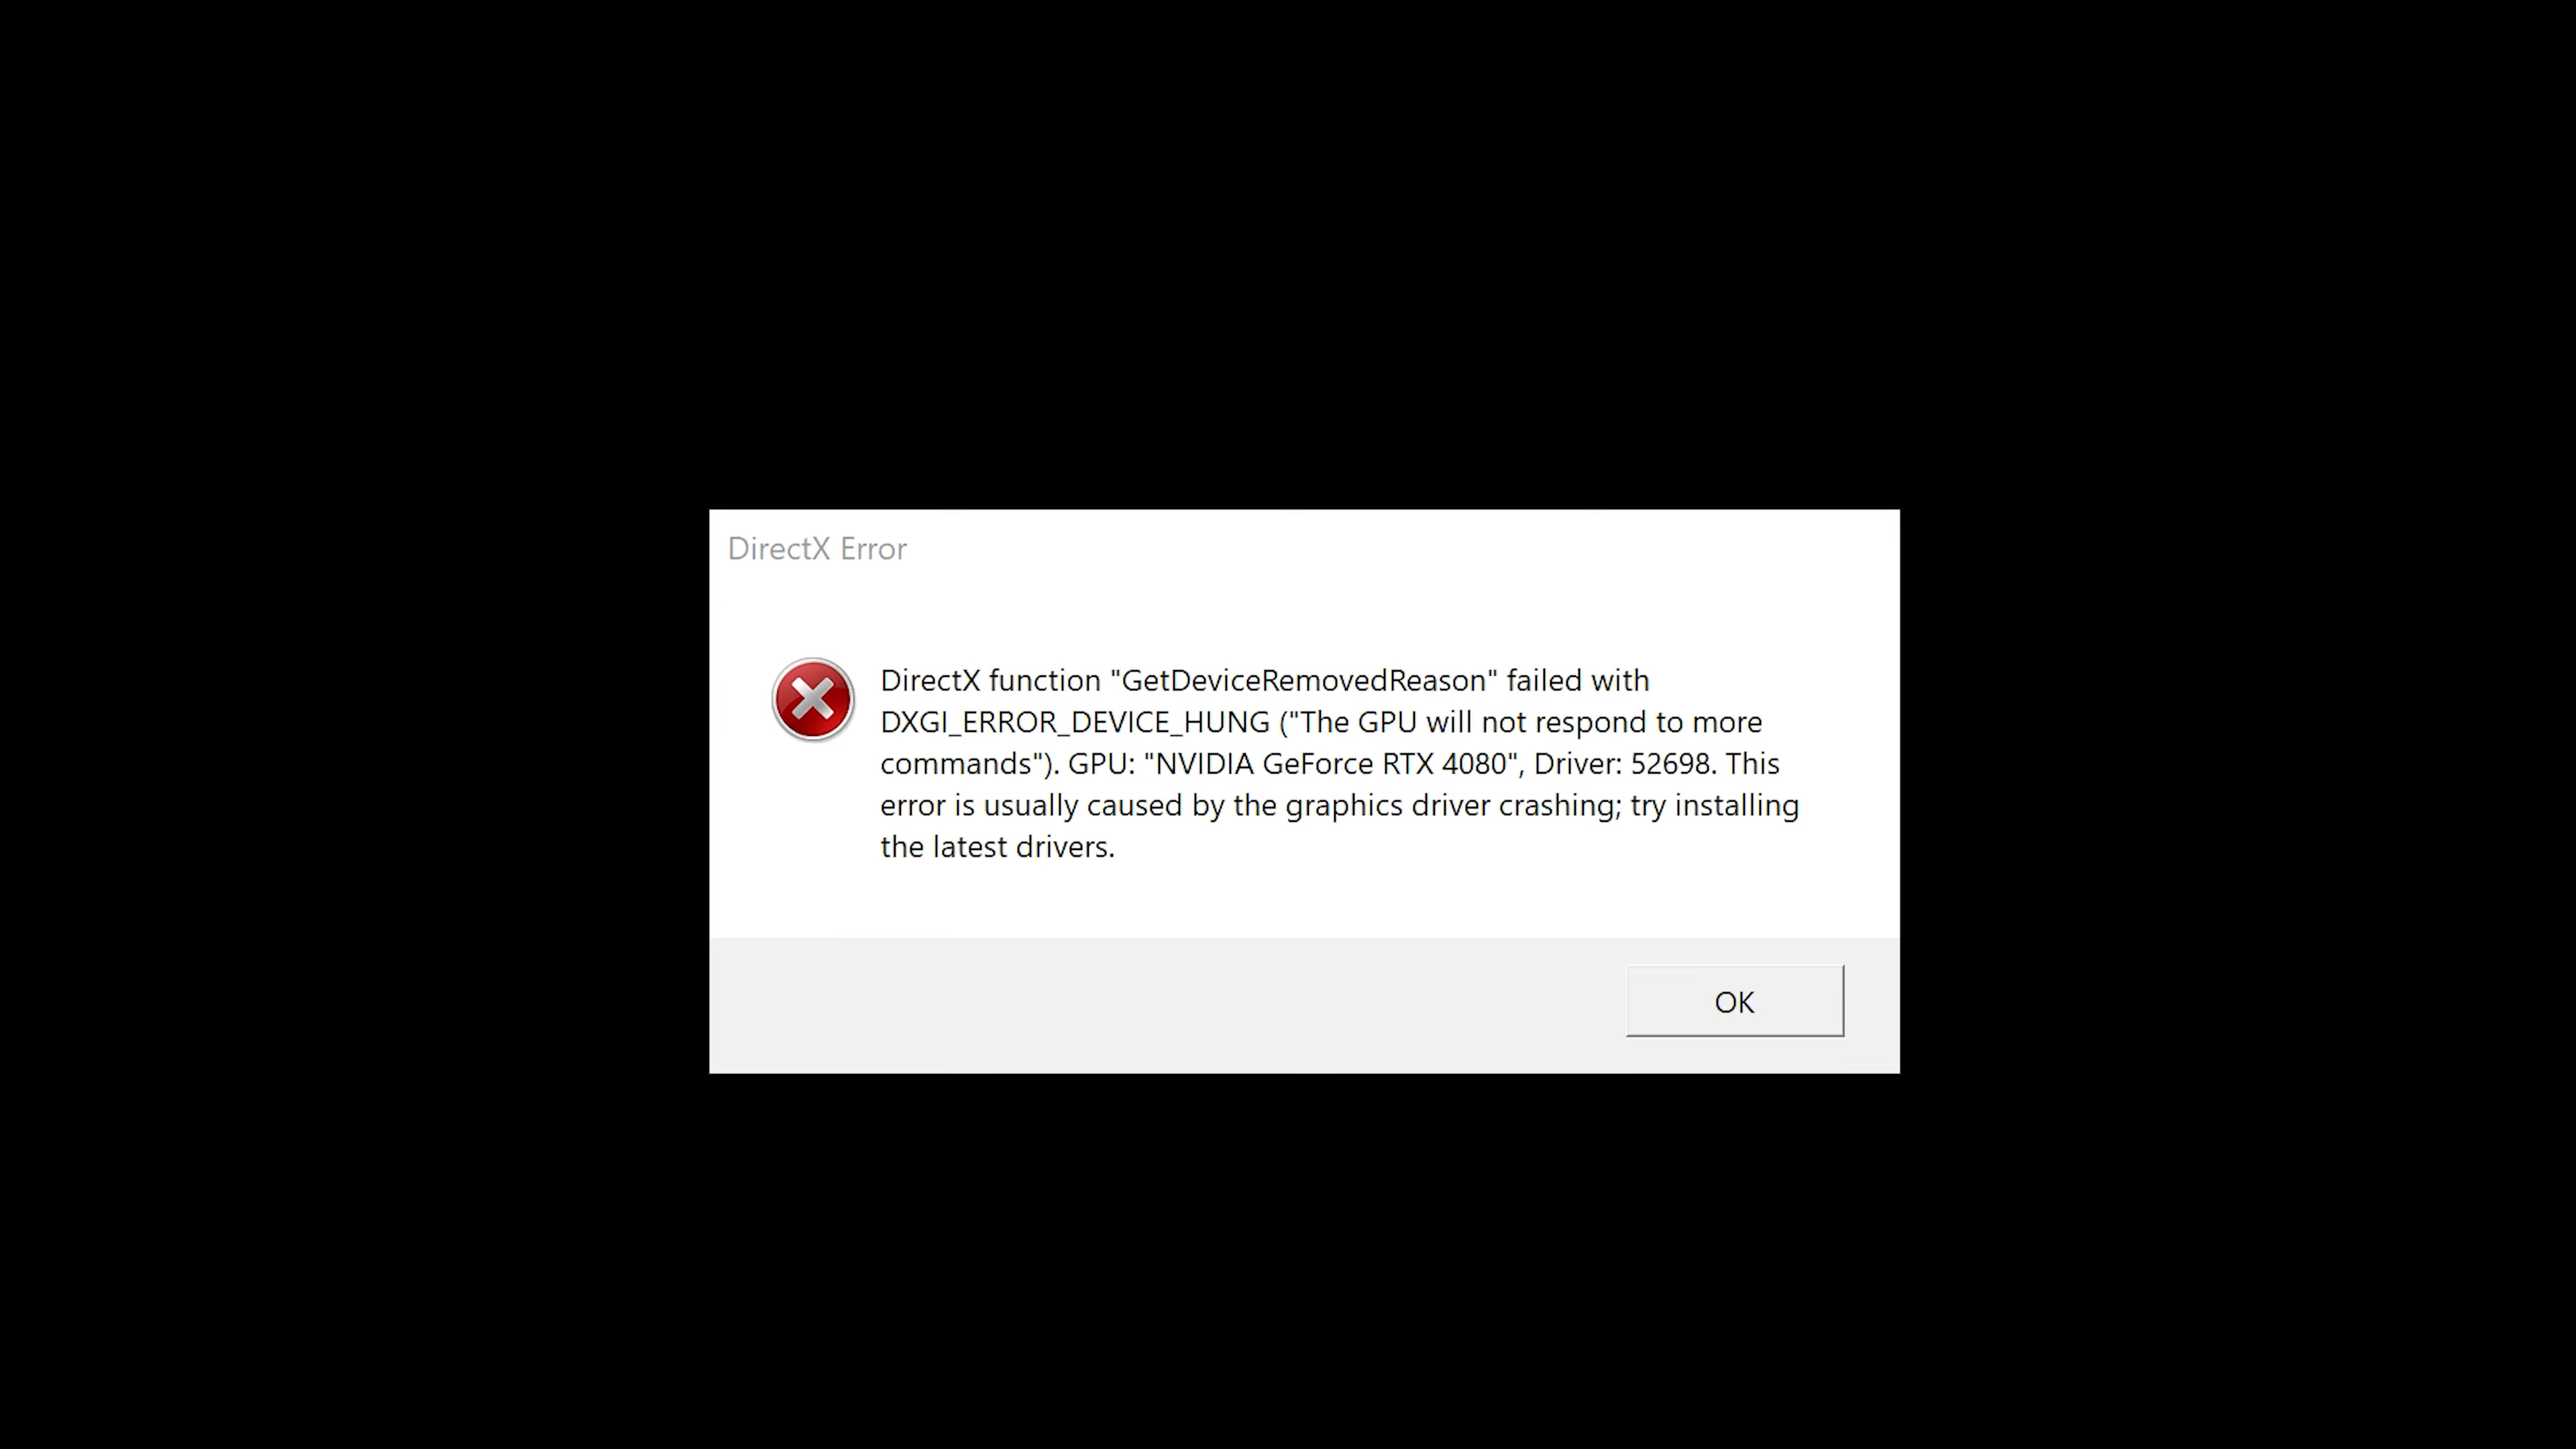 DirectX Error
DirectX function "GetDeviceRemovedReason" failed with
DXGI_ERROR_DEVICE_HUNG ("The GPU will not respond to more
commands"). GPU: "NVIDIA GeForce RTX 4080", Driver: 52698. This
error is usually caused by the graphics driver crashing; try installing
the latest drivers.
OK